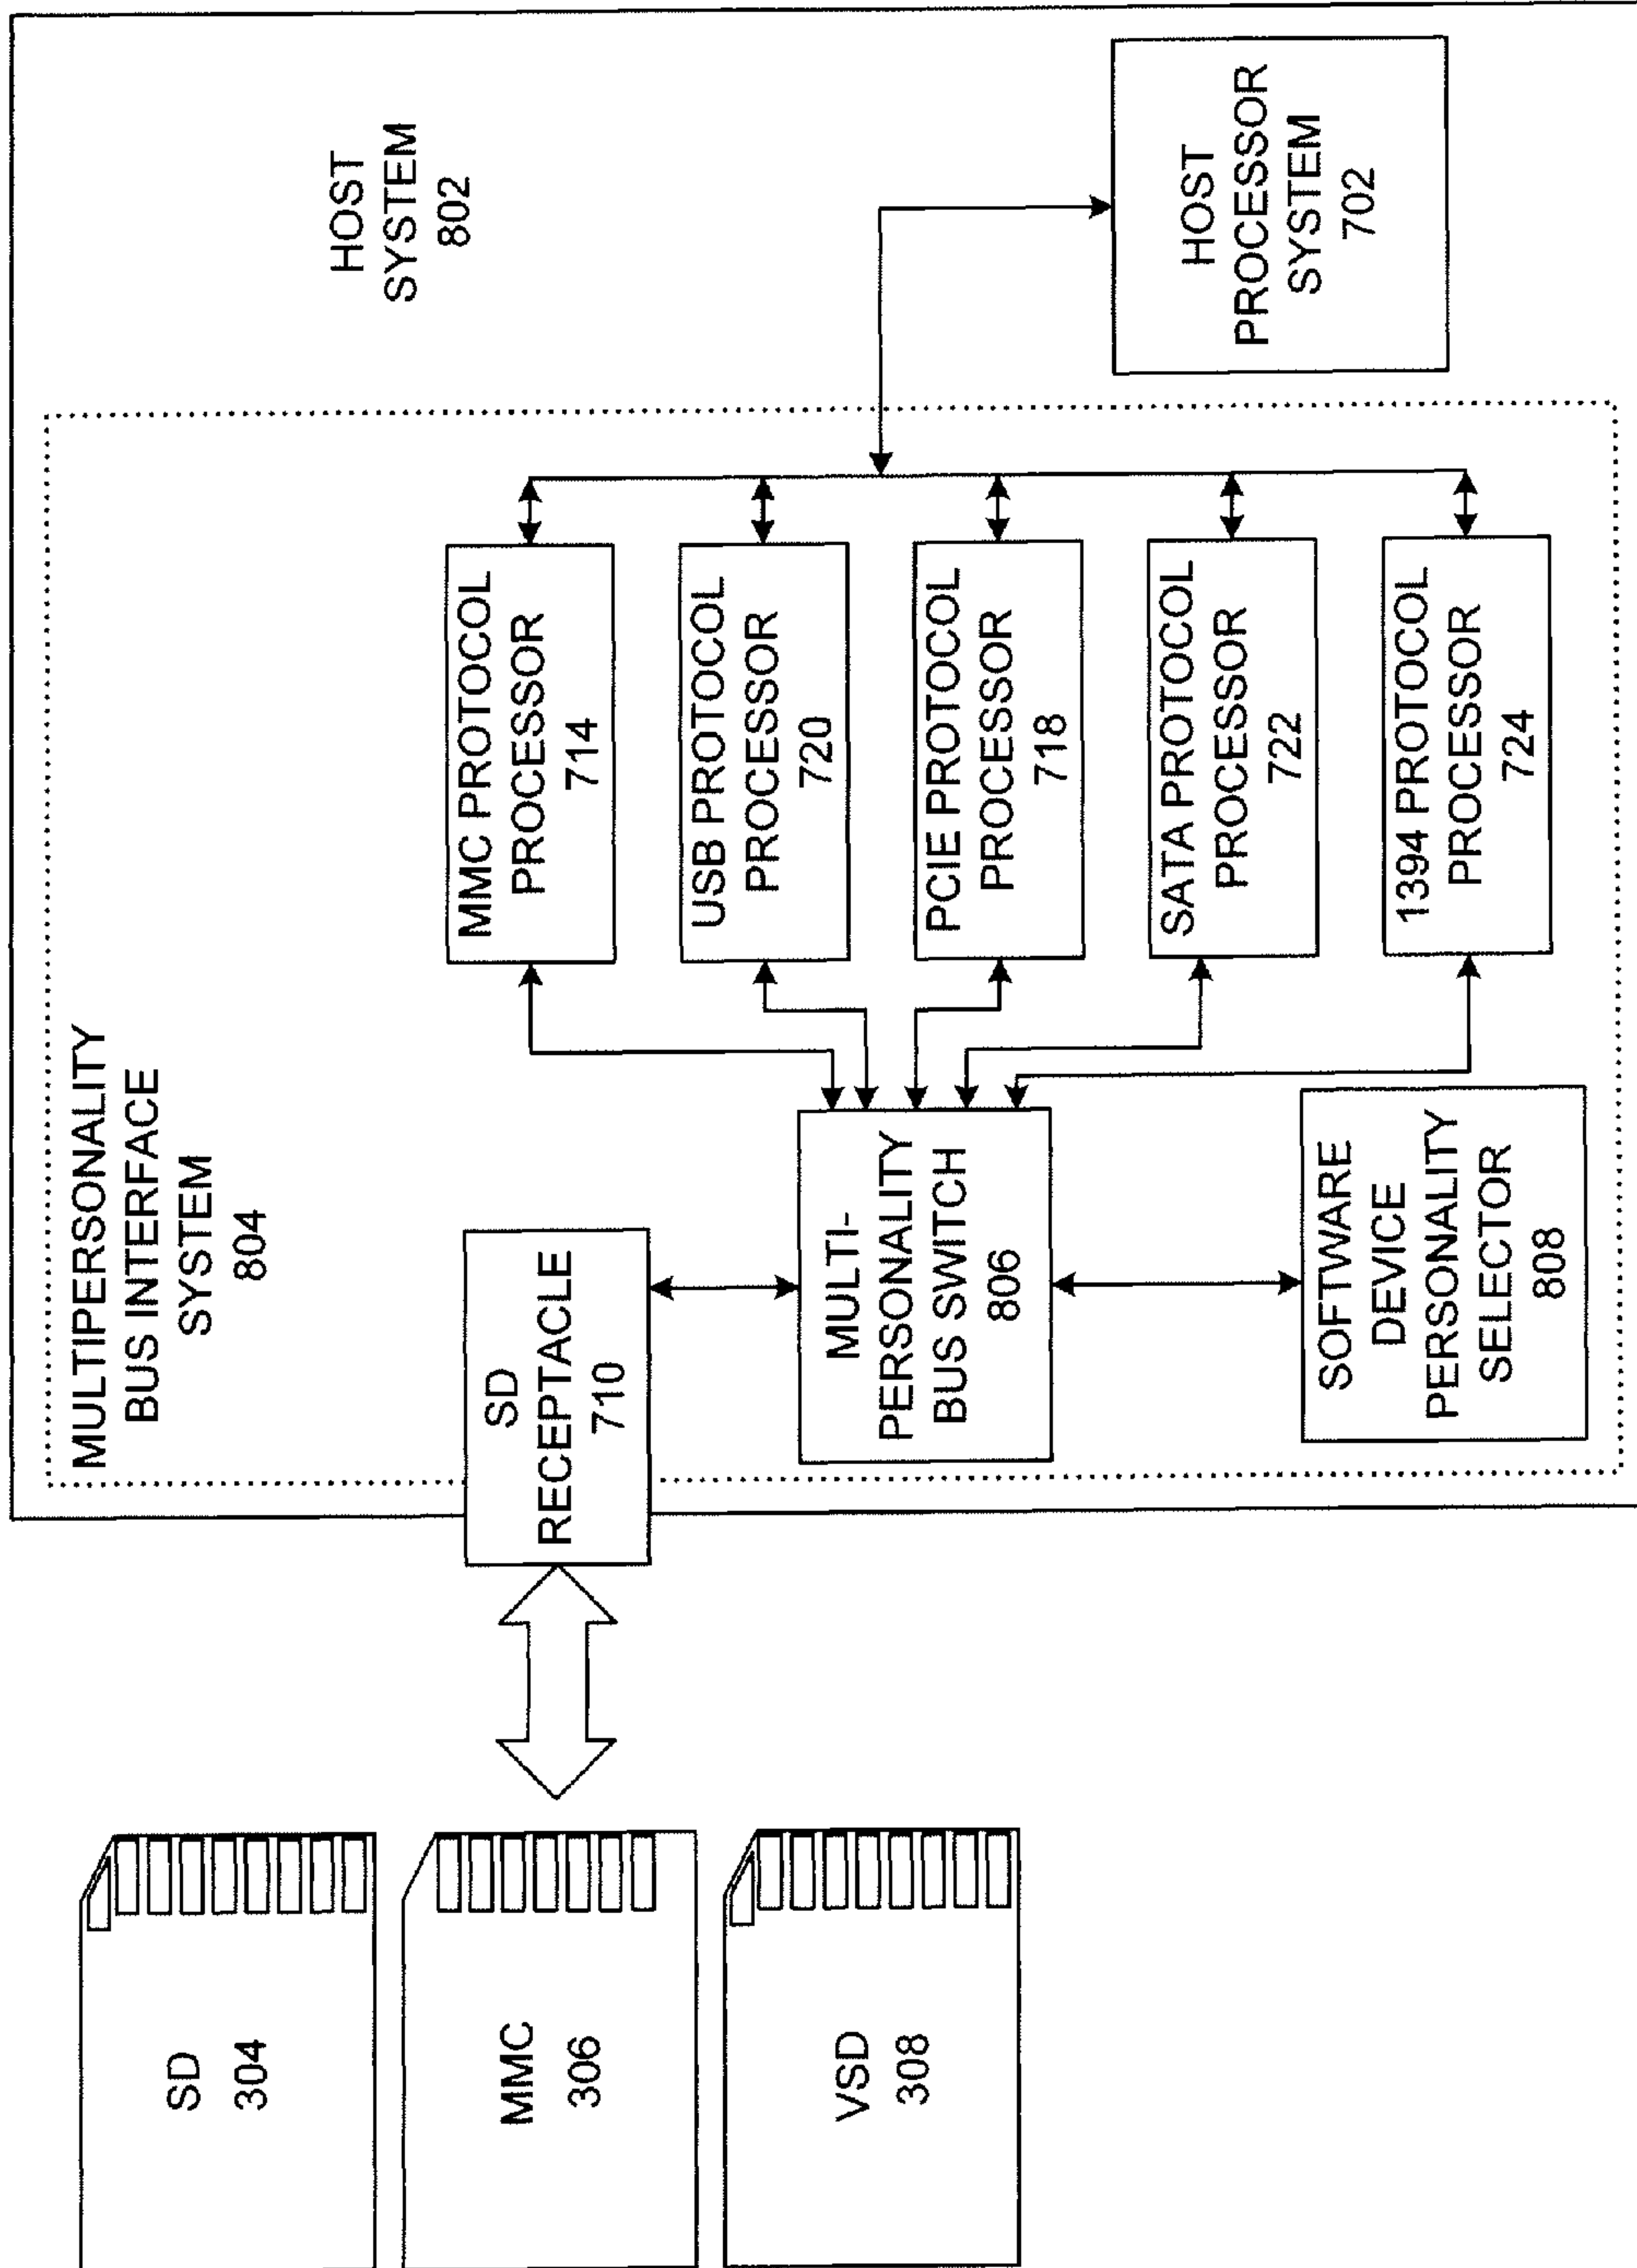 SD
304
MMC
306
VSD
308
MULTIPERSONALITY
BUS INTERFACE
SYSTEM
804
SD
RECEPTACLE
710
MULTI-
PERSONALITY
BUS SWITCH
806
SOFTWARE
DEVICE
PERSONALITY
SELECTOR
808
MMC PROTOCOL
PROCESSOR
714
USB PROTOCOL
PROCESSOR
720
PCIE PROTOCOL
PROCESSOR
718
SATA PROTOCOL
PROCESSOR
722
1394 PROTOCOL
PROCESSOR
724
HOST
SYSTEM
802
HOST
PROCESSOR
SYSTEM
702